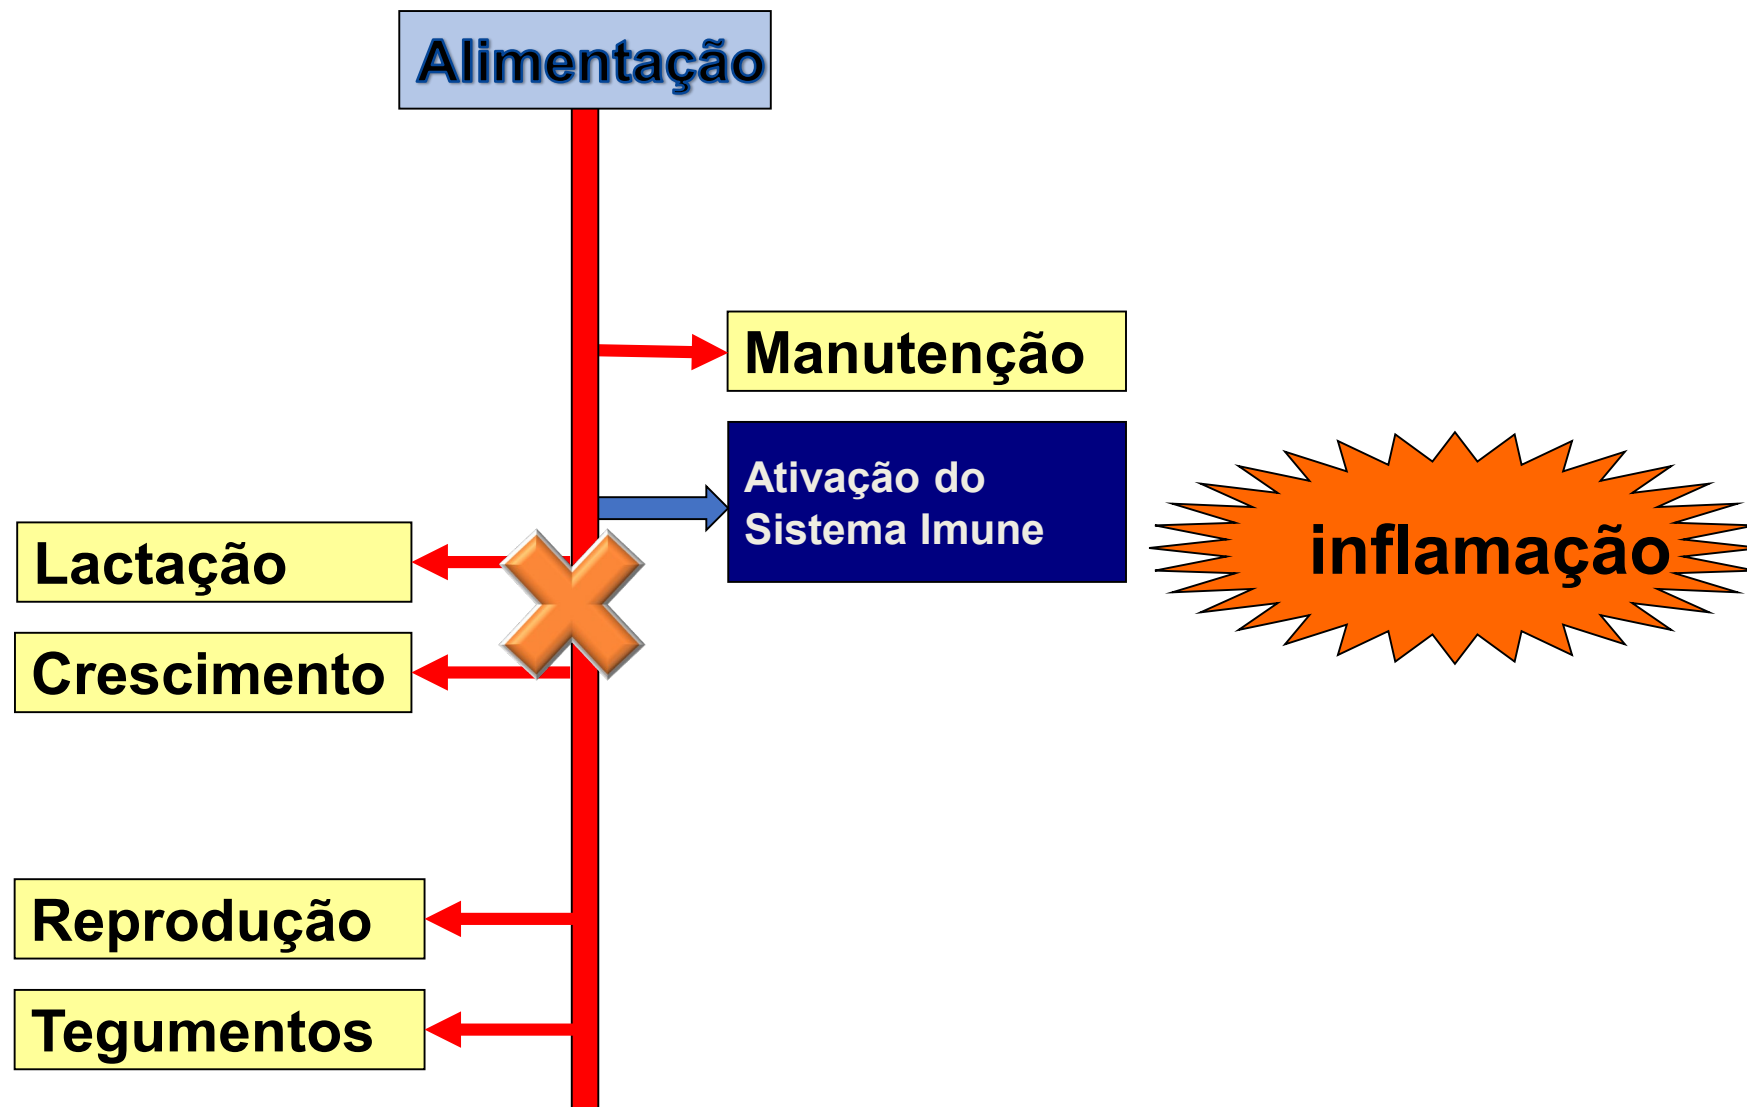 Alimentação
Manutenção
Ativação do
Sistema Imune
inflamação
Lactação
Crescimento
Reprodução
Tegumentos